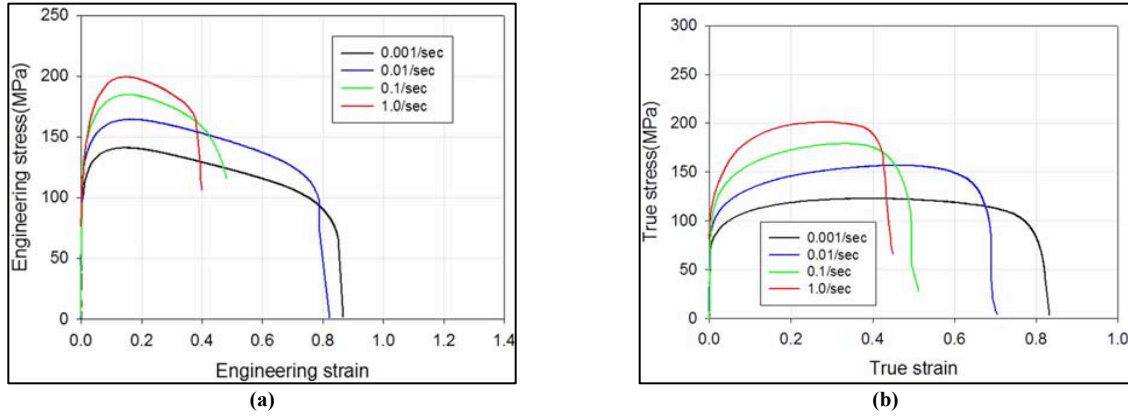 Engineering stress(MPa)
250
200
150
100
50
0
0.0 0.2 0.4 0.6 0.8 1.0 1.2 1.4
Engineering strain
0.001/sec
0.01/sec
0.1/sec
1.0/sec
(a)
True stress(MPa)
300
250
200
150
100
50
0
0.0 0.2 0.4 0.6 0.8 1.0
True strain
0.001/sec
0.01/sec
0.1/sec
1.0/sec
(b)